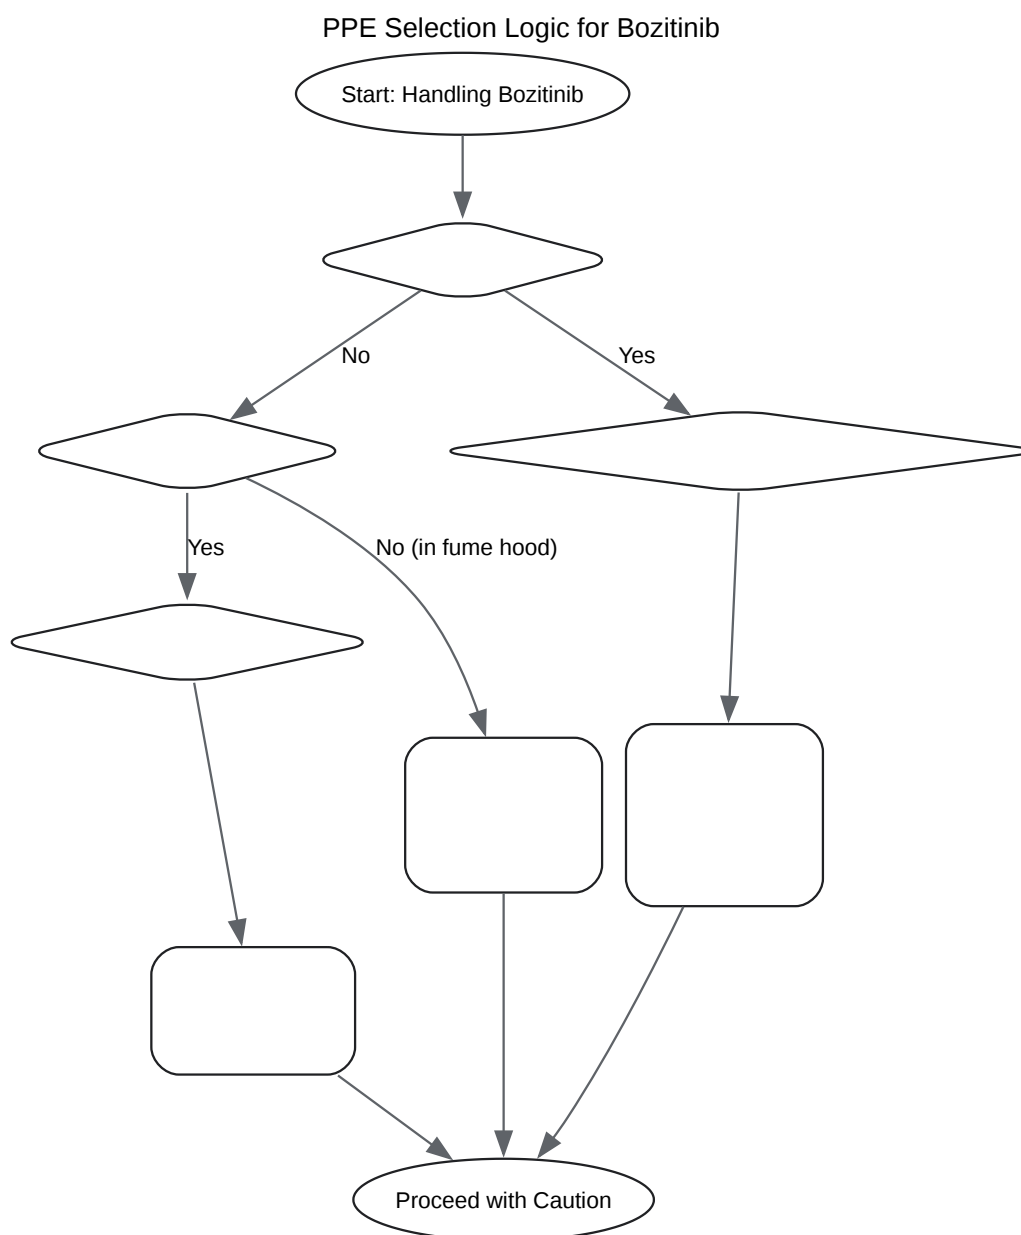 PPE Selection Logic for Bozitinib
Start: Handling Bozitinib
No
Yes
Yes
No (in fume hood)
Proceed with Caution